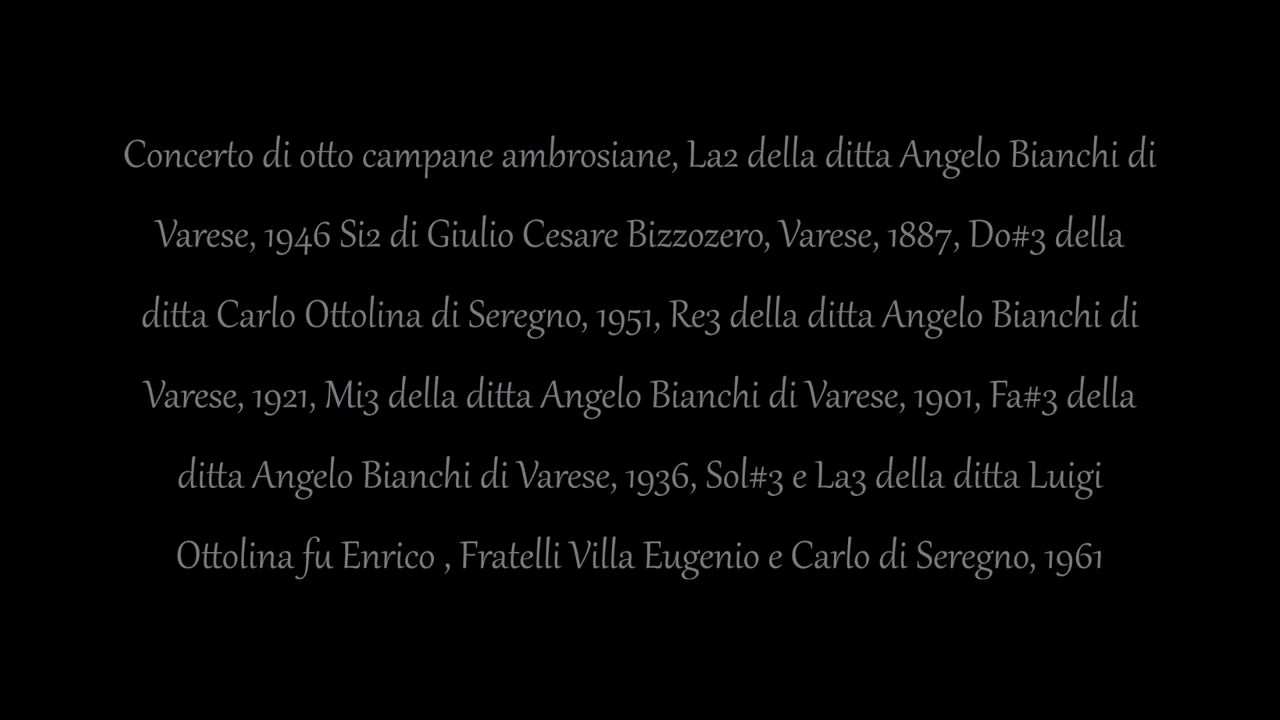 Concerto di otto campane ambrosiane, La2 della ditta Angelo Bianchi di
Varese, 1946 Si2 di Giulio Cesare Bizzozero, Varese, 1887, Do#3 della
ditta Carlo Ottolina di Seregno, 1951, Re3 della ditta Angelo Bianchi di
Varese, 1921, Mi3 della ditta Angelo Bianchi di Varese, 1901, Fa#3 della
ditta Angelo Bianchi di Varese, 1936, Sol#3 e La3 della ditta Luigi
Ottolina fu Enrico , Fratelli Villa Eugenio e Carlo di Seregno, 1961